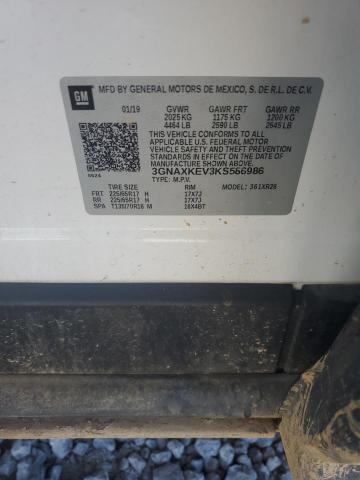 GM
MFD BY GENERAL MOTORS DE MEXICO, S. DE R.L. DE C.V.
01/19 GVWR GAWR FRT GAWR RR
2025 KG 1175 KG 1200 KG
4464 LB 2590 LB 2645 LB
THIS VEHICLE CONFORMS TO ALL
APPLICABLE U.S. FEDERAL MOTOR
VEHICLE SAFETY AND THEFT PREVENTION
STANDARDS IN EFFECT ON THE DATE OF
MANUFACTURE SHOWN ABOVE.
3GNAXKEV3KS566986
TYPE: M.P.V. MODEL: 361XR26
5524 TIRE SIZE RIM
FRT 225/65R17 H 17X7J
RR 225/65R17 H 17X7J
SPA T135/70R16 M 16X4BT